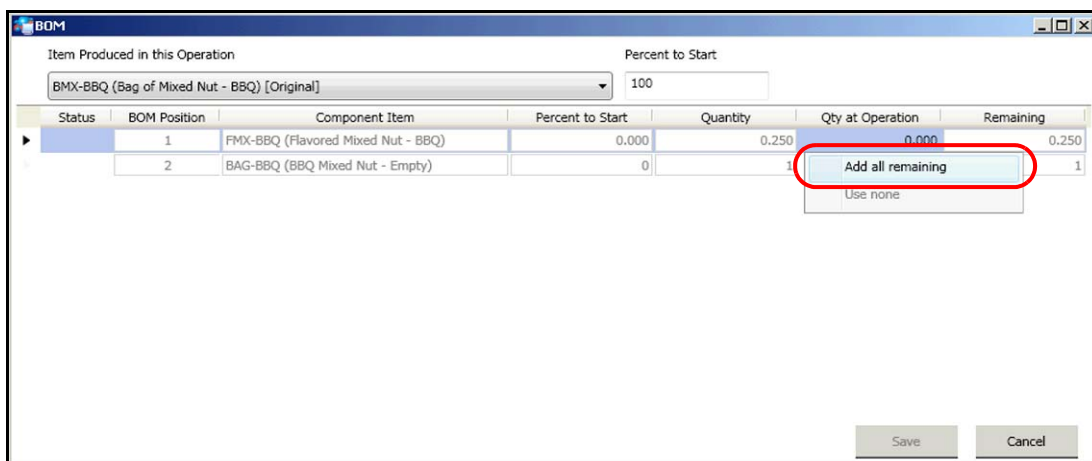 BOM
Item Produced in this Operation Percent to Start
BMX-BBQ (Bag of Mixed Nut - BBQ) [Original] 100
Status BOM Position Component Item Percent to Start Quantity Qty at Operation Remaining
1 FMX-BBQ (Flavored Mixed Nut - BBQ) 0.000 0.250 0.000 0.250
2 BAG-BBQ (BBQ Mixed Nut - Empty) 0 1 Add all remaining 1
Use none
Save Cancel